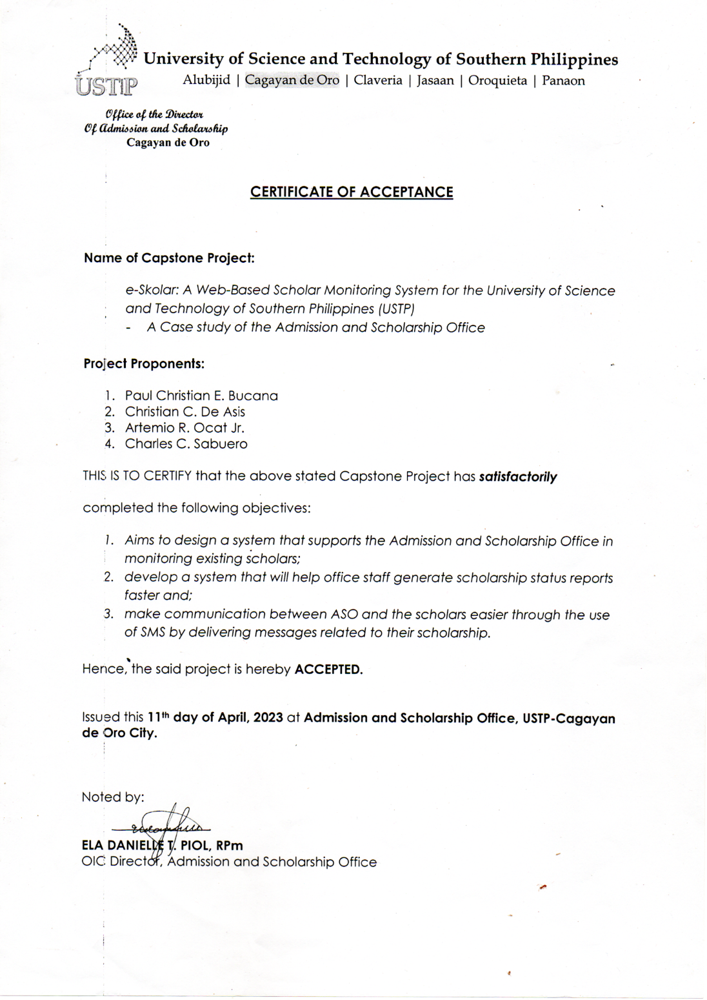 University of Science and Technology of Southern Philippines
USTP
Alubijid | Cagayan de Oro | Claveria | Jasaan | Oroquieta | Panaon
Office of the Director
Of Admission and Scholarship
Cagayan de Oro
CERTIFICATE OF ACCEPTANCE
Name of Capstone Project:
e-Skolar: A Web-Based Scholar Monitoring System for the University of Science
and Technology of Southern Philippines (USTP)
- A Case study of the Admission and Scholarship Office
Project Proponents:
1. Paul Christian E. Bucana
2. Christian C. De Asis
3. Artemio R. Ocat Jr.
4. Charles C. Sabuero
THIS IS TO CERTIFY that the above stated Capstone Project has satisfactorily
completed the following objectives:
1. Aims to design a system that supports the Admission and Scholarship Office in
monitoring existing scholars;
2. develop a system that will help office staff generate scholarship status reports
faster and;
3. make communication between ASO and the scholars easier through the use
of SMS by delivering messages related to their scholarship.
Hence, the said project is hereby ACCEPTED.
Issued this 11th day of April, 2023 at Admission and Scholarship Office, USTP-Cagayan
de Oro City.
Noted by:
ELA DANIELLE T. PIOL, RPm
OIC Director, Admission and Scholarship Office